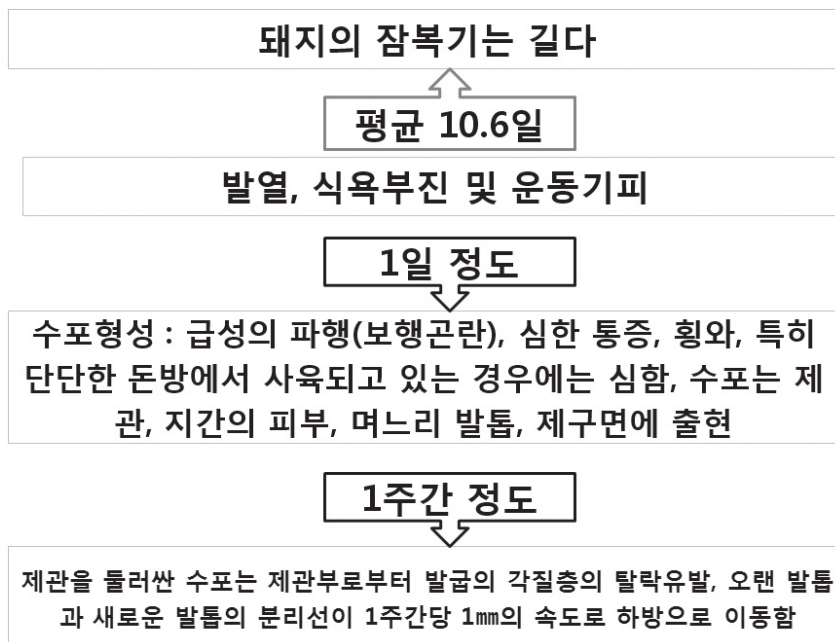 돼지의 잠복기는 길다
평균 10.6일
발열, 식욕부진 및 운동기피
1일 정도
수포형성 : 급성의 파행(보행곤란), 심한 통증, 횡와, 특히
단단한 돈방에서 사육되고 있는 경우에는 심함, 수포는 제
관, 지간의 피부, 며느리 발톱, 제구면에 출현
1주간 정도
제관을 둘러싼 수포는 제관부로부터 발굽의 각질층의 탈락유발, 오랜 발톱
과 새로운 발톱의 분리선이 1주간당 1㎜의 속도로 하방으로 이동함